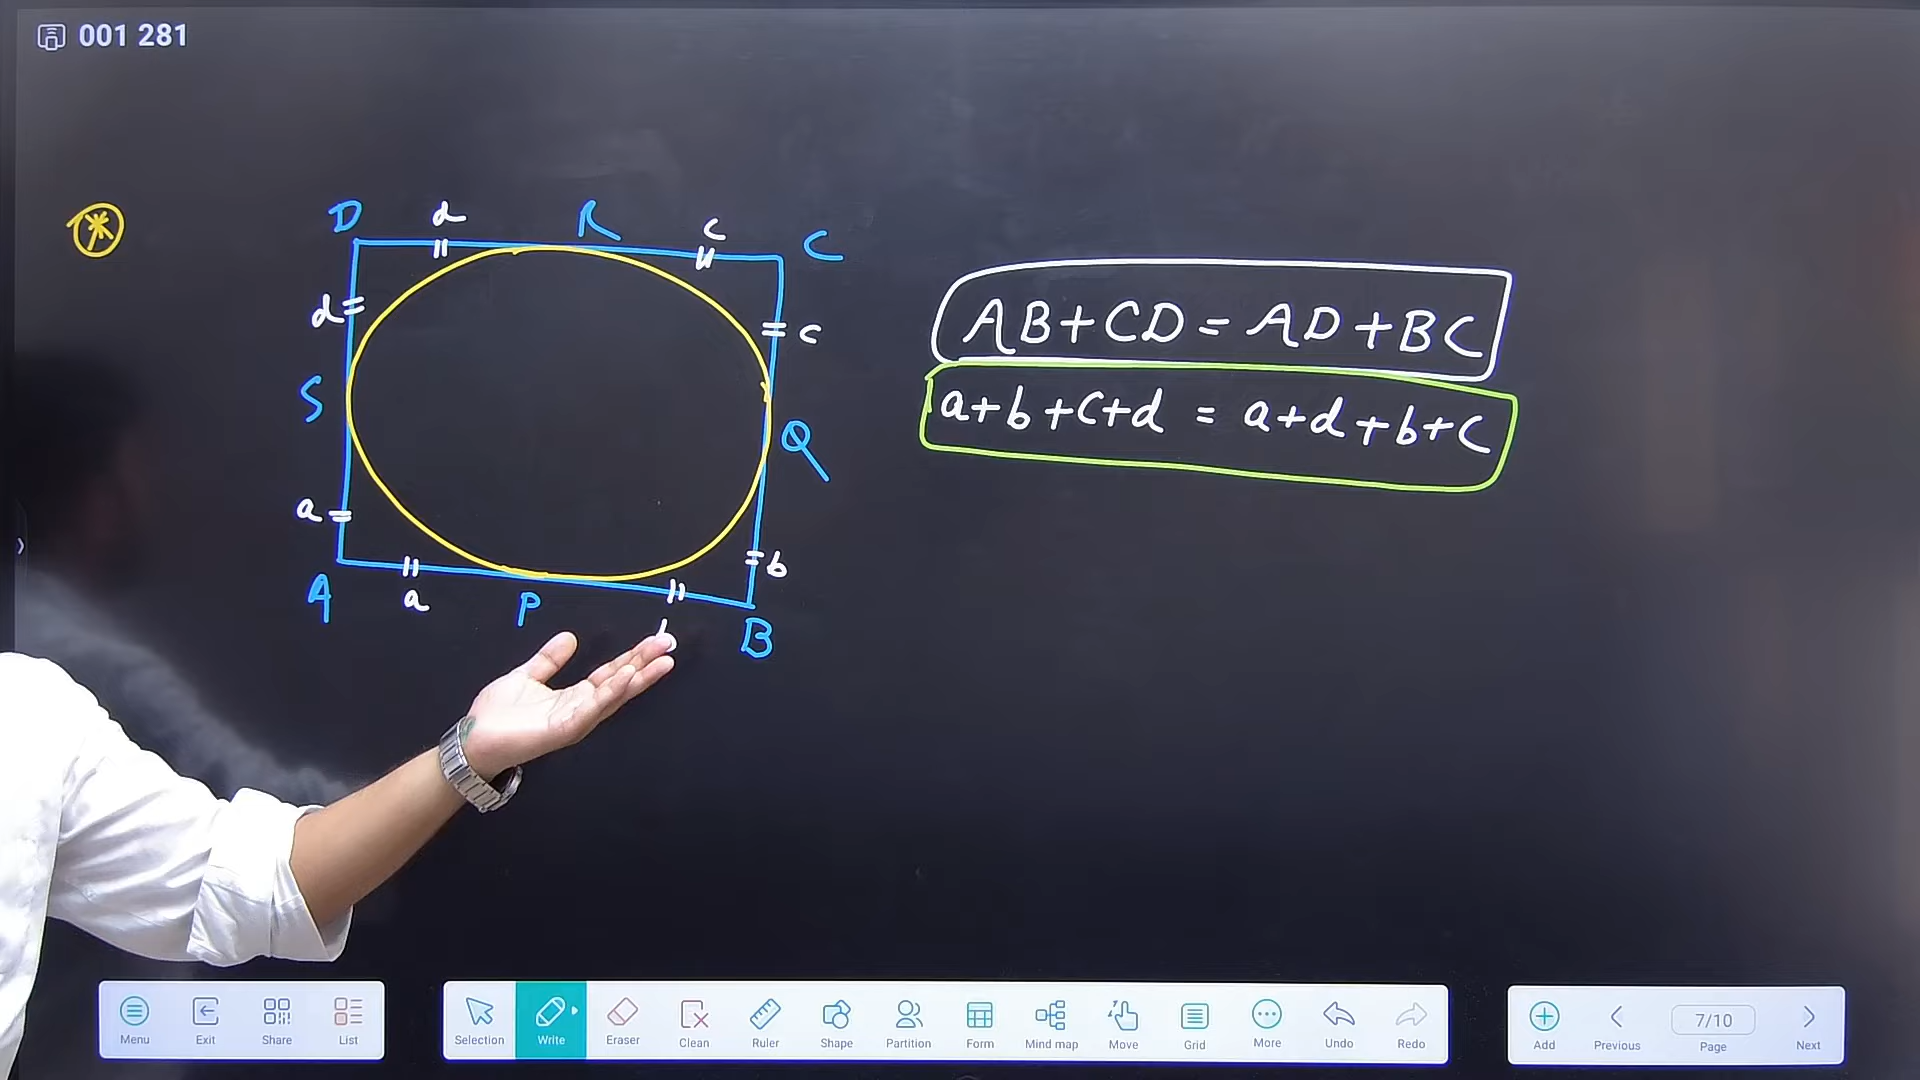 001 281
D d R c C
d c
S
Q
a b
A a P b B
AB+CD=AD+BC
a+b+c+d = a+d+b+c
Menu Exit Share List
Selection Write Eraser Clean Ruler Shape Partition Form Mind map Move Grid More Undo Redo
Add Previous 7/10 Page Next